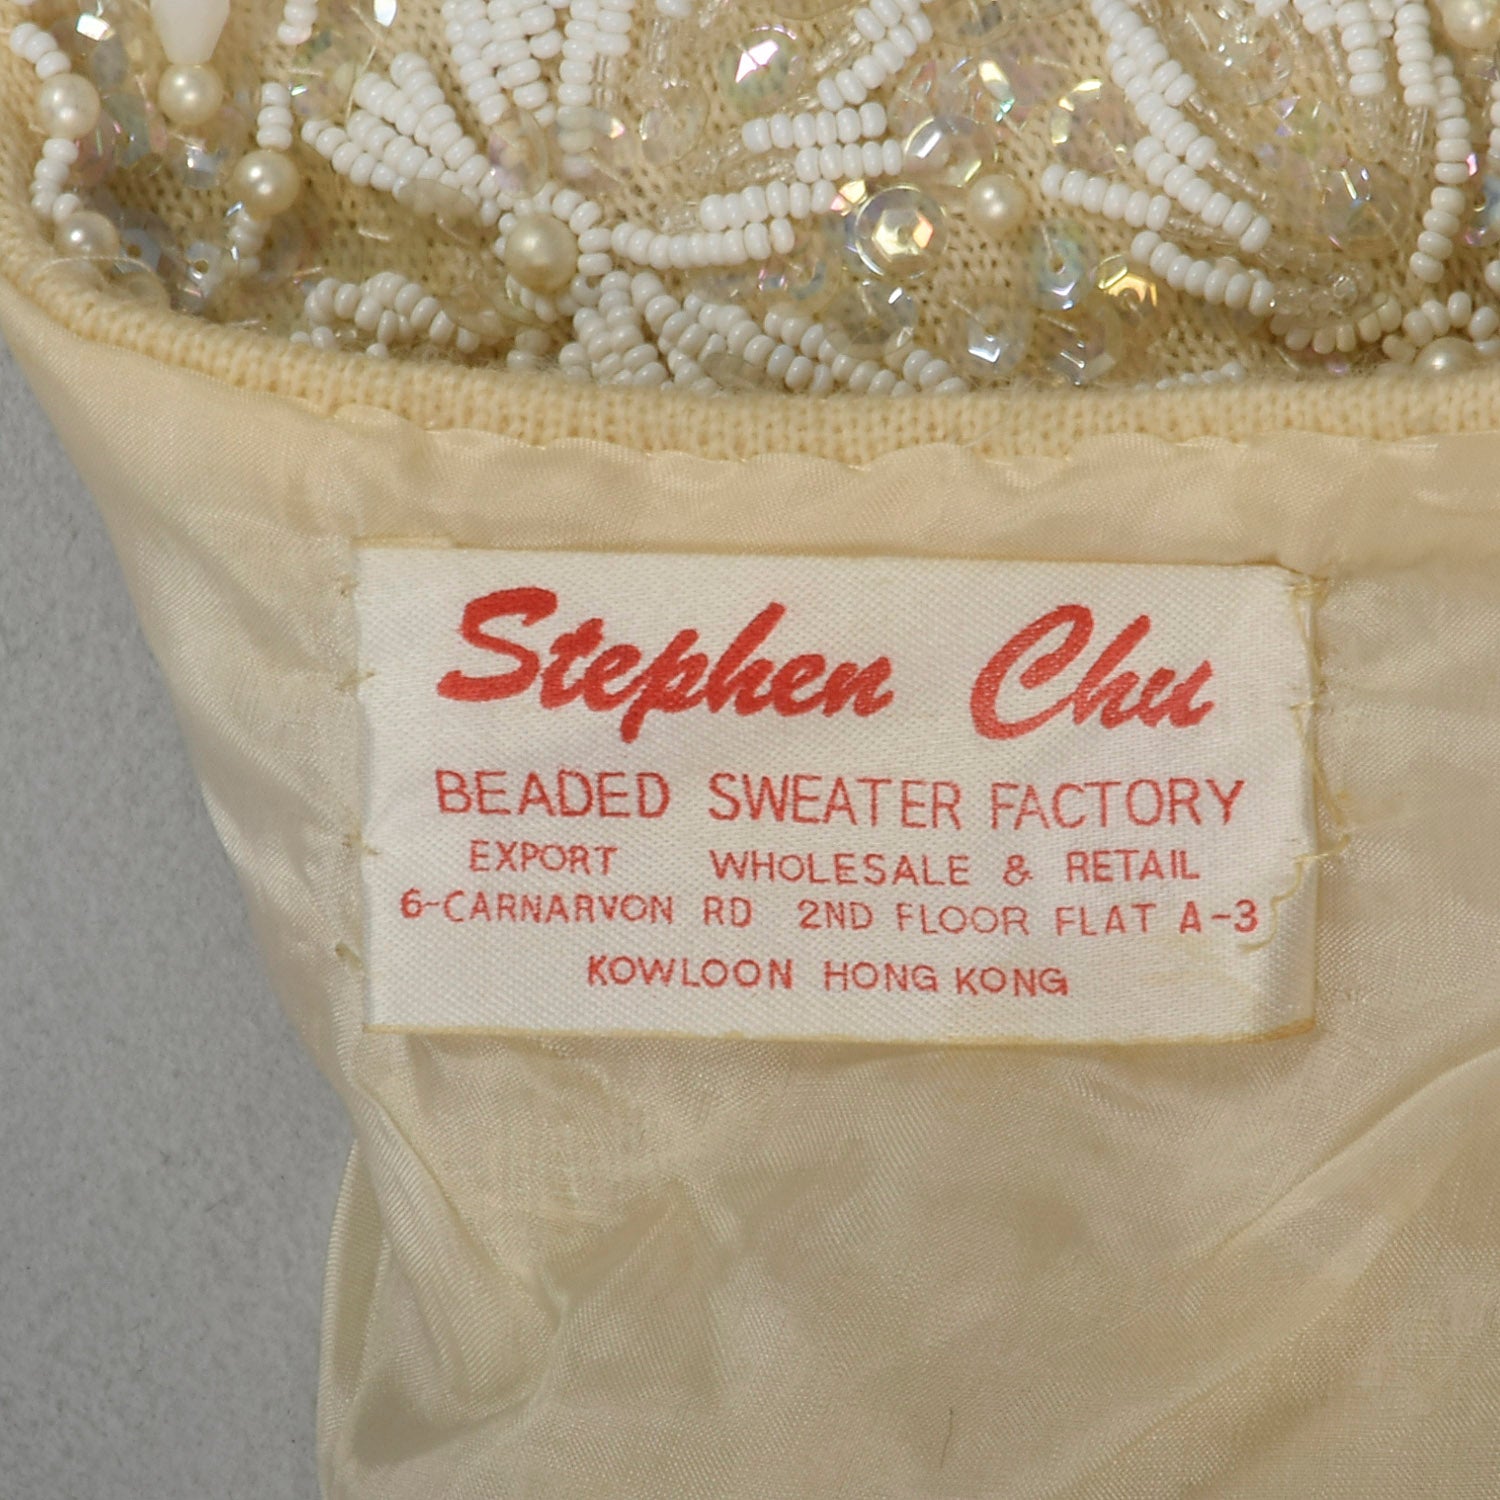 Stephen Chu
BEADED SWEATER FACTORY
EXPORT WHOLESALE & RETAIL
6-CARNARVON RD 2ND FLOOR FLAT A-3
KOWLOON HONG KONG